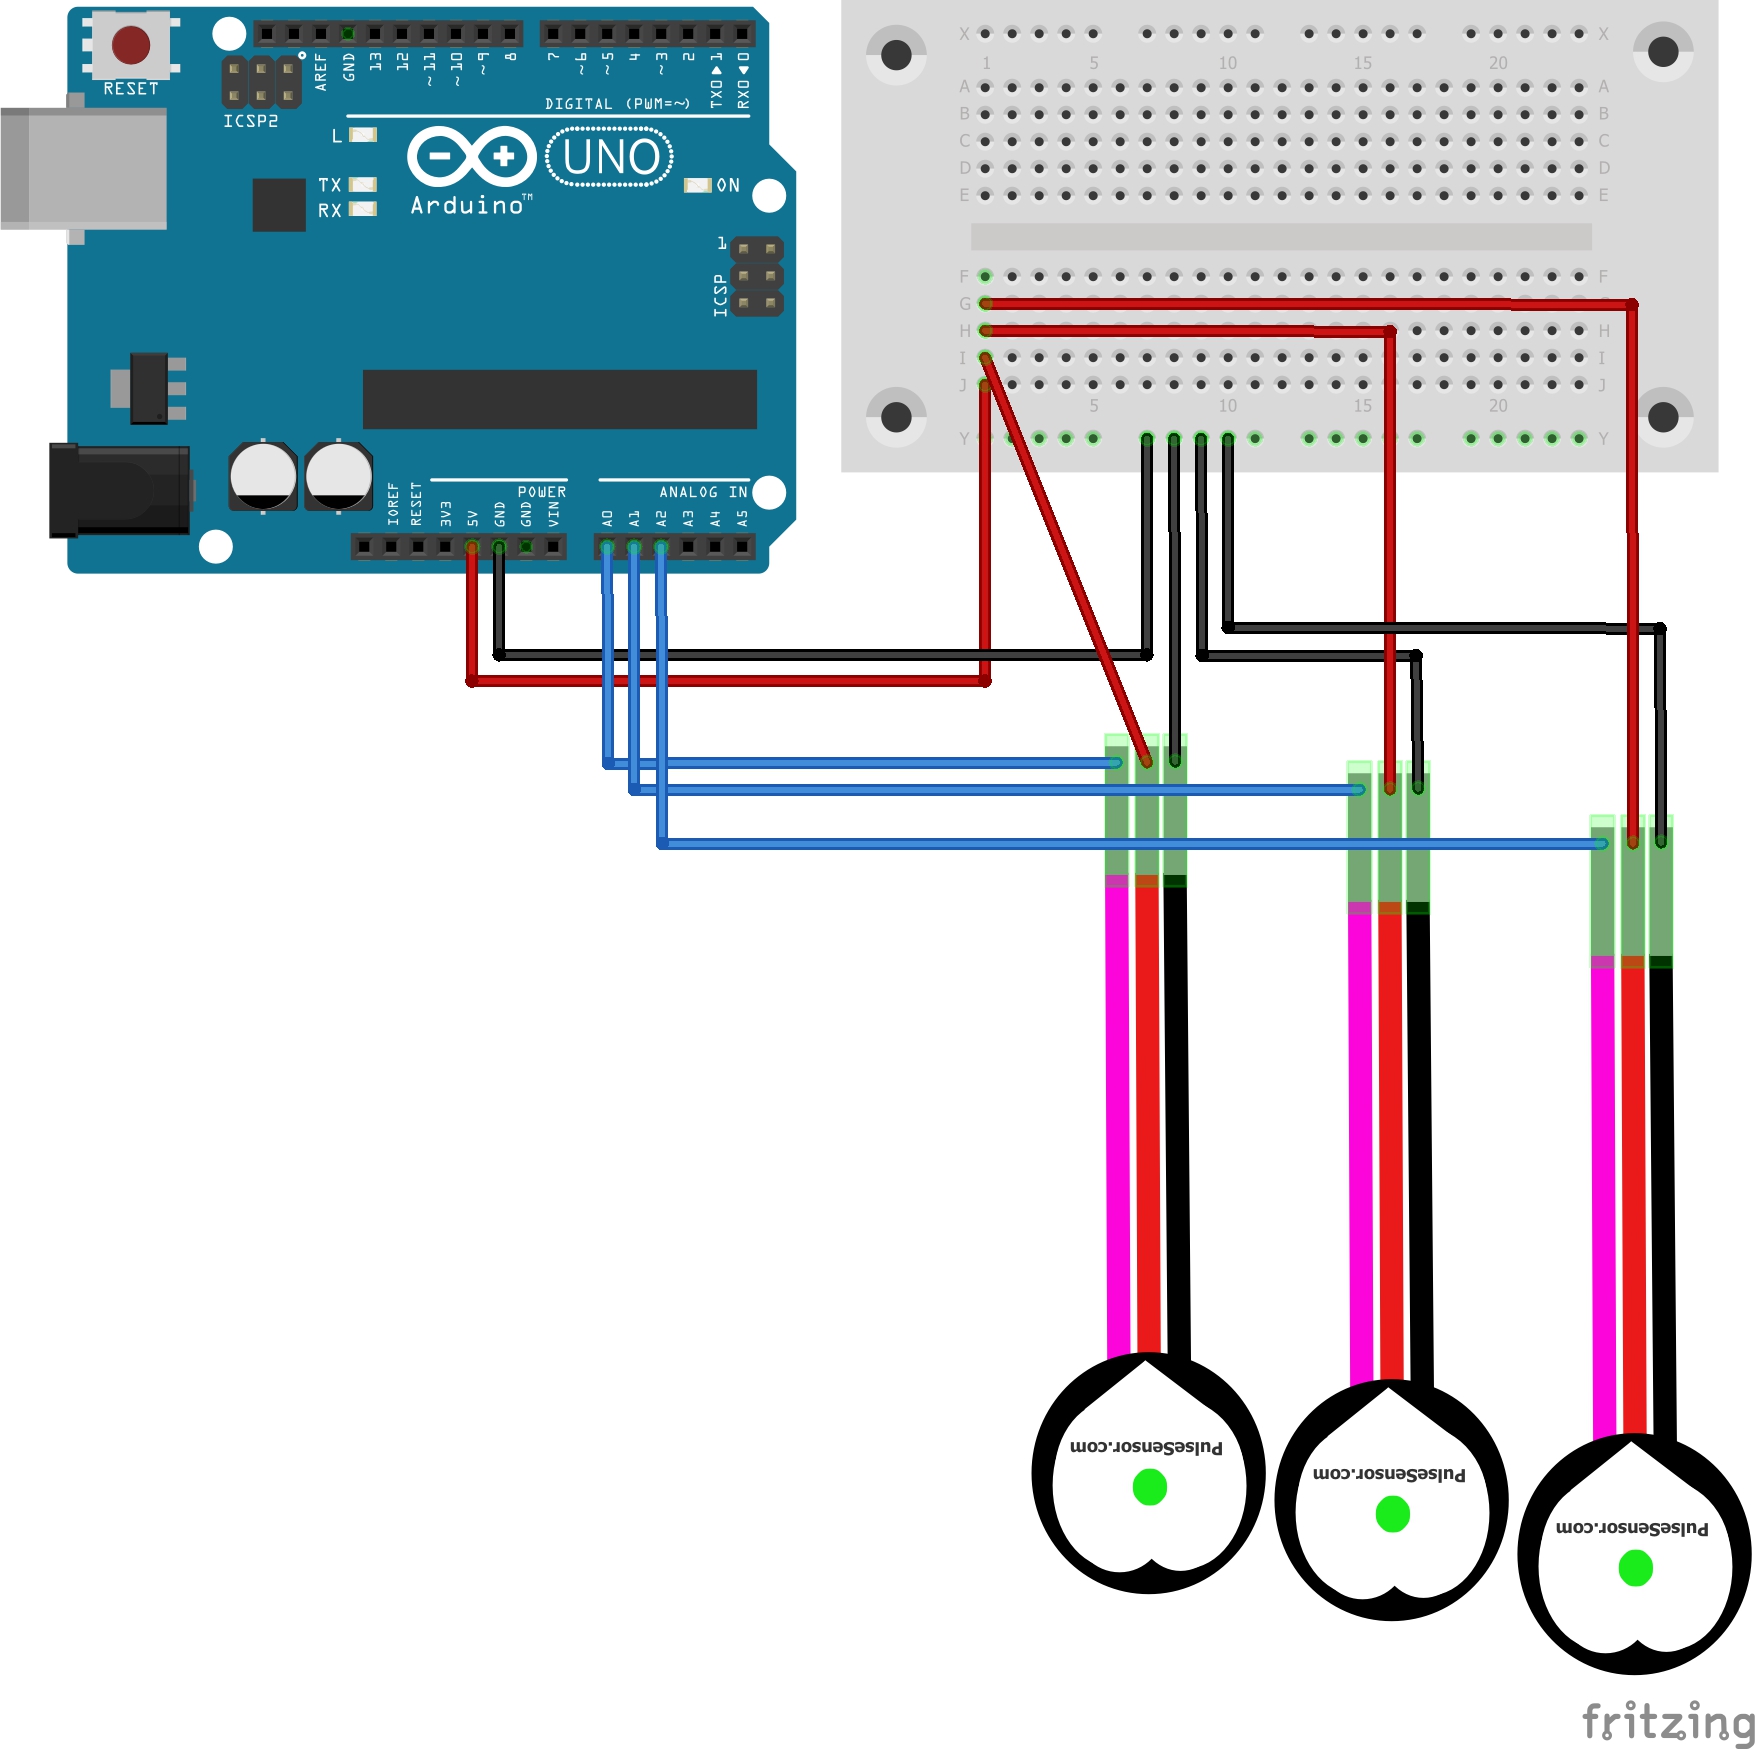 RESET
ICSP2
AREF
GND
13
12
~11
~10
~9
8
7
~6
~5
4
~3
2
TX0▶1
RX0◀0
DIGITAL (PWM=~)
L
TX
RX
Arduino™
UNO
ON
1
ICSP
IOREF
RESET
3V3
5V
GND
GND
VIN
POWER
ANALOG IN
A0
A1
A2
A3
A4
A5
X X
1 5 10 15 20
A A
B B
C C
D D
E E
F F
G
H H
I I
J J
5 10 15 20
Y Y
PulseSensor.com
PulseSensor.com
PulseSensor.com
fritzing